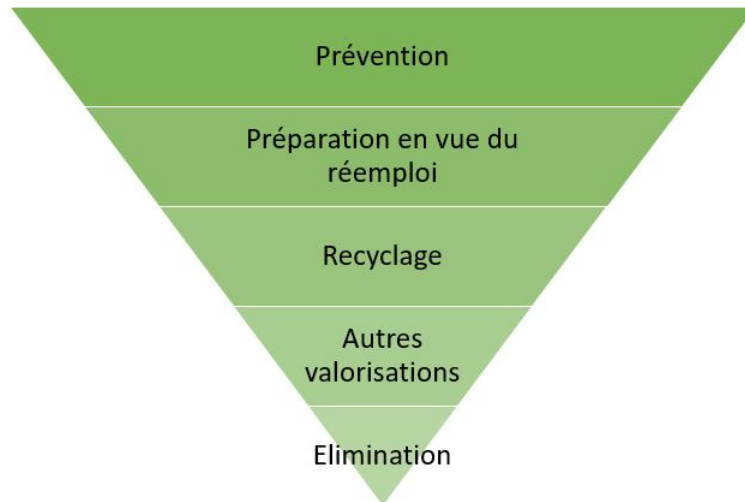 Prévention
Préparation en vue du
réemploi
Recyclage
Autres
valorisations
Elimination